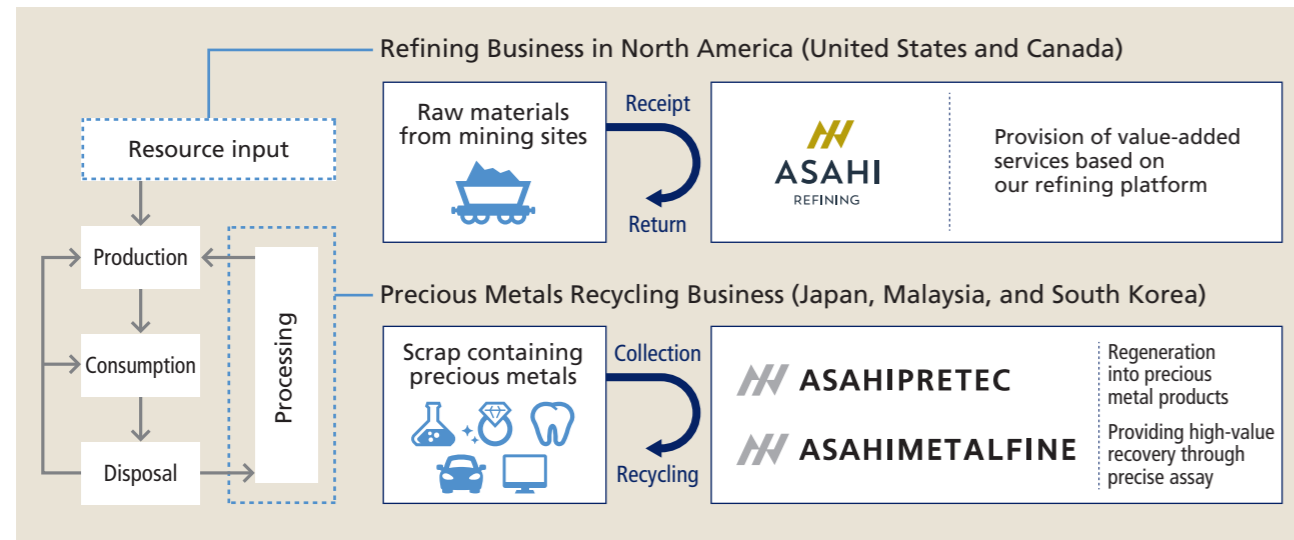 Refining Business in North America (United States and Canada)
Resource input
Production
Consumption
Disposal
Processing
Raw materials
from mining sites
Receipt
Return
ASAHI
REFINING
Provision of value-added
services based on
our refining platform
Precious Metals Recycling Business (Japan, Malaysia, and South Korea)
Scrap containing
precious metals
Collection
Recycling
ASAHIPRETEC
Regeneration
into precious
metal products
ASAHIMETALFINE
Providing high-value
recovery through
precise assay